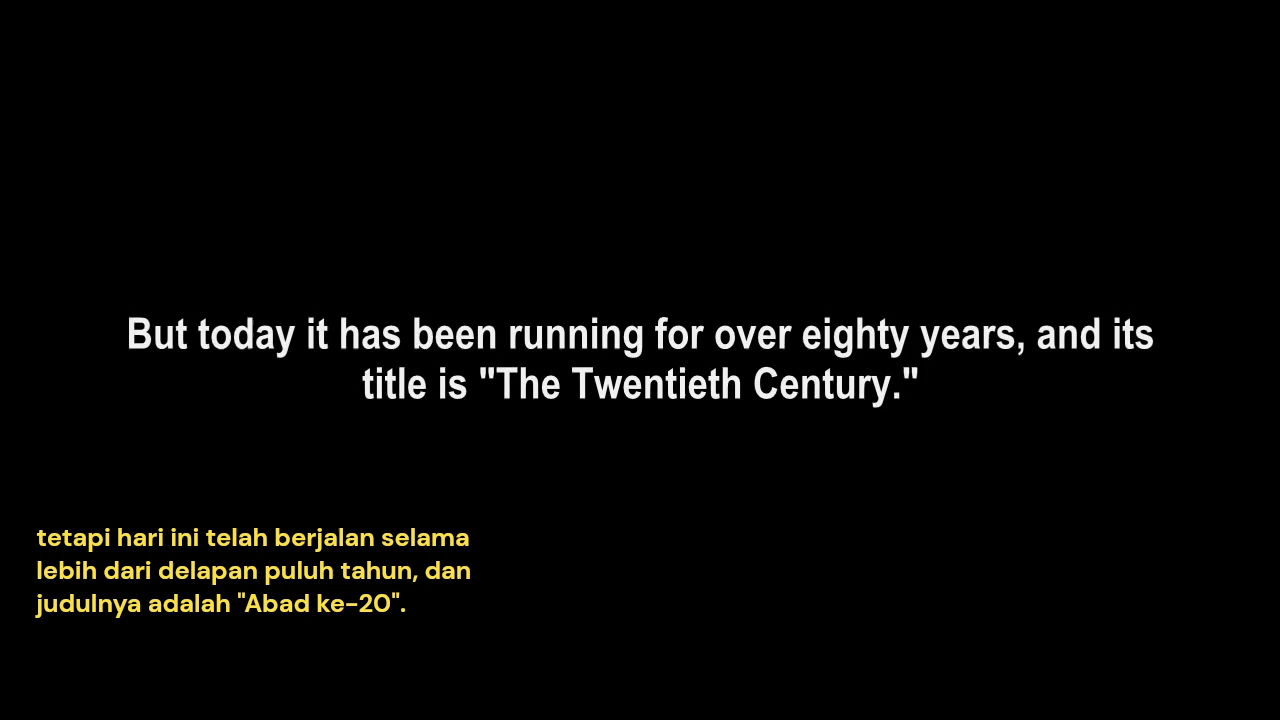 But today it has been running for over eighty years, and its
title is "The Twentieth Century."
tetapi hari ini telah berjalan selama
lebih dari delapan puluh tahun, dan
judulnya adalah "Abad ke-20".